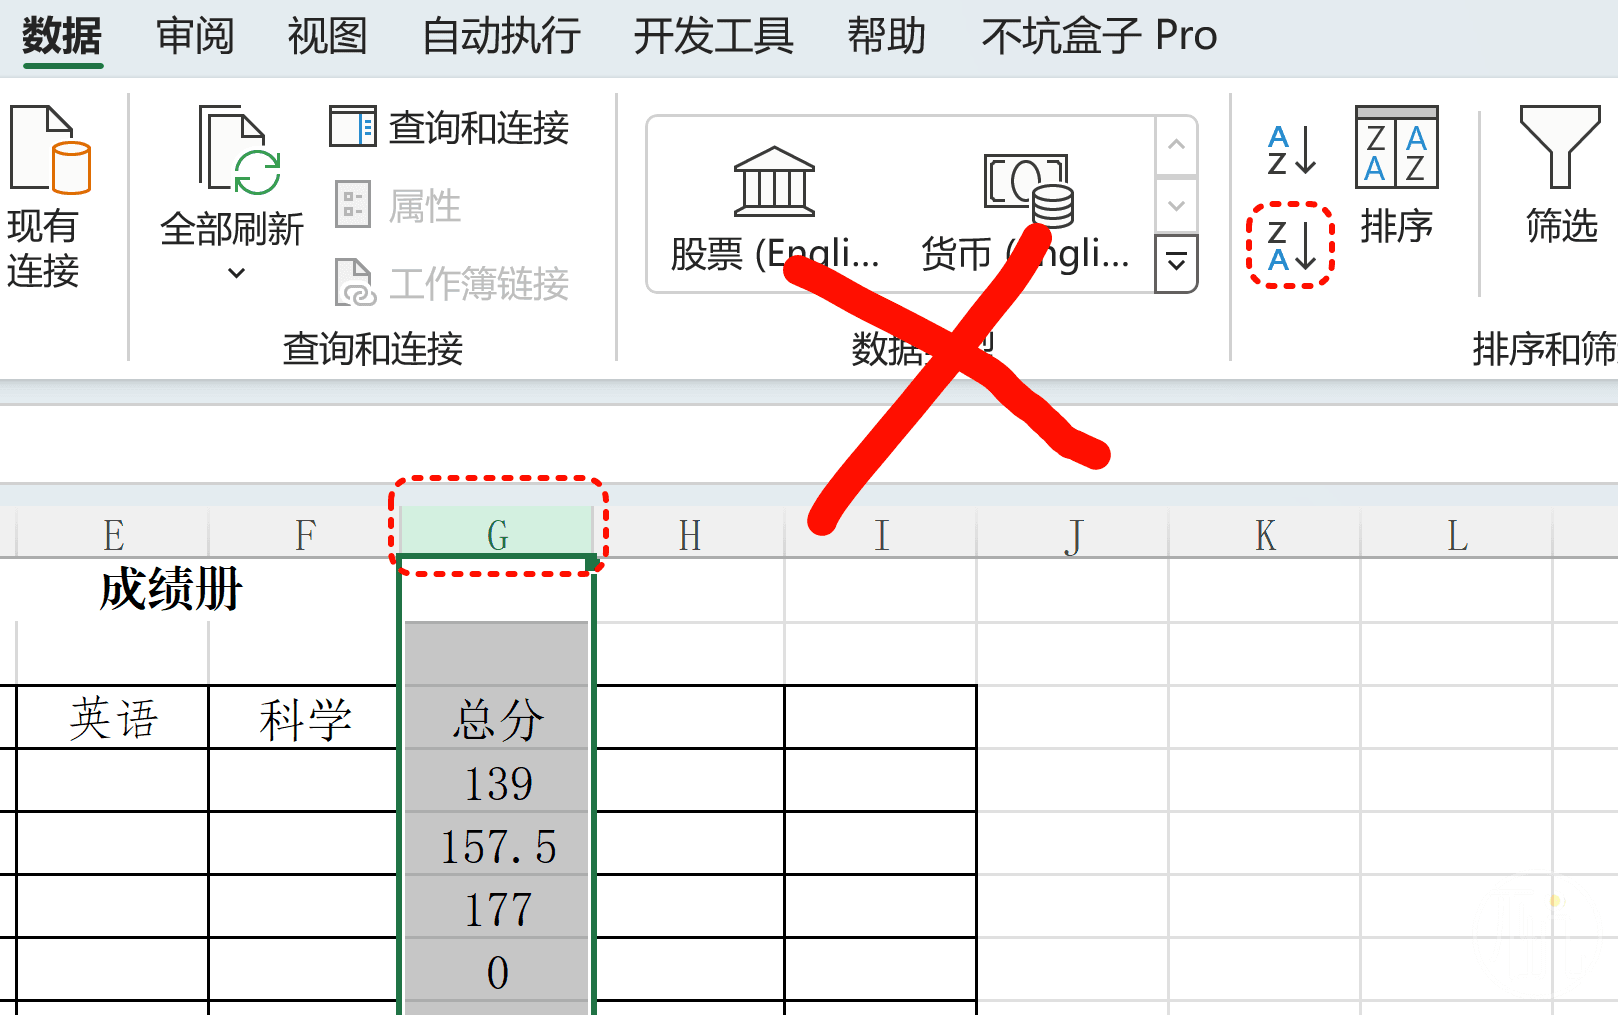 数据 审阅 视图 自动执行 开发工具 帮助 不坑盒子 Pro
现有
连接
全部刷新
查询和连接
属性
工作簿链接
查询和连接
股票 (Engli...
货币 (Engli...
数据类型
A
Z
Z
A
Z A
A Z
排序
筛选
排序和筛
E F G H I J K L
成绩册
英语 科学 总分
139
157.5
177
0